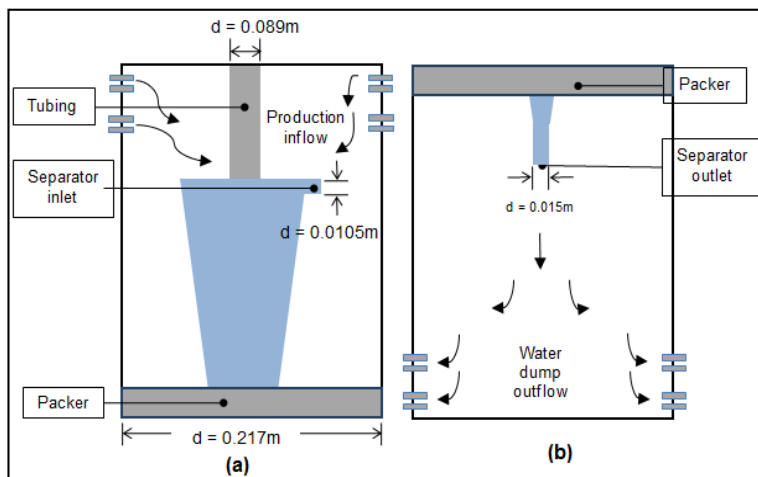 d = 0.089m
Tubing
Production
inflow
Separator
inlet
d = 0.0105m
Packer
d = 0.217m
(a)
Packer
Separator
outlet
d = 0.015m
Water
dump
outflow
(b)